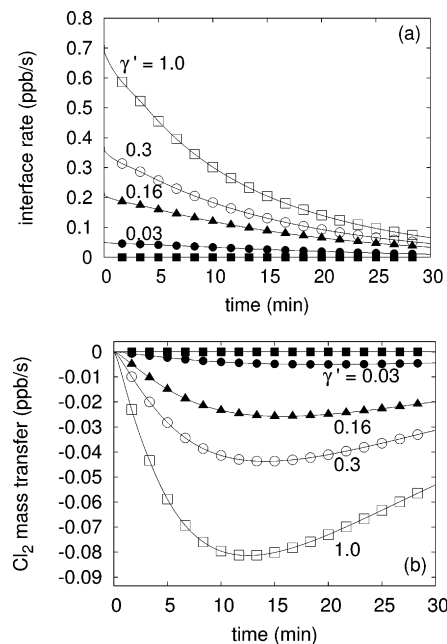 0.8
(a)
0.7
γ' = 1.0
0.6
0.5
0.4
0.3
0.3
0.2
0.16
0.1
0.03
0
interface rate (ppb/s)
0 5 10 15 20 25 30
time (min)
0
-0.01
γ' = 0.03
-0.02
0.16
-0.03
-0.04
0.3
-0.05
-0.06
-0.07
1.0
-0.08
-0.09
(b)
Cl₂ mass transfer (ppb/s)
0 5 10 15 20 25 30
time (min)